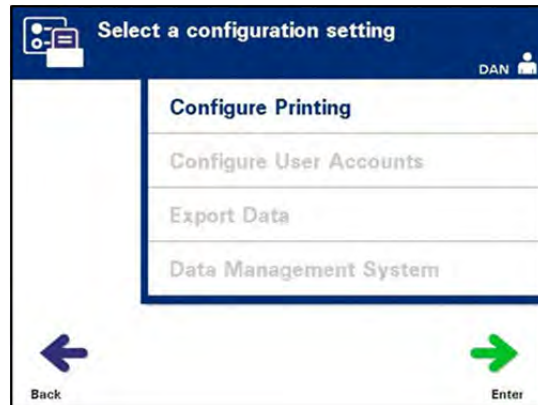 Select a configuration setting
DAN
Configure Printing
Configure User Accounts
Export Data
Data Management System
Back
Enter